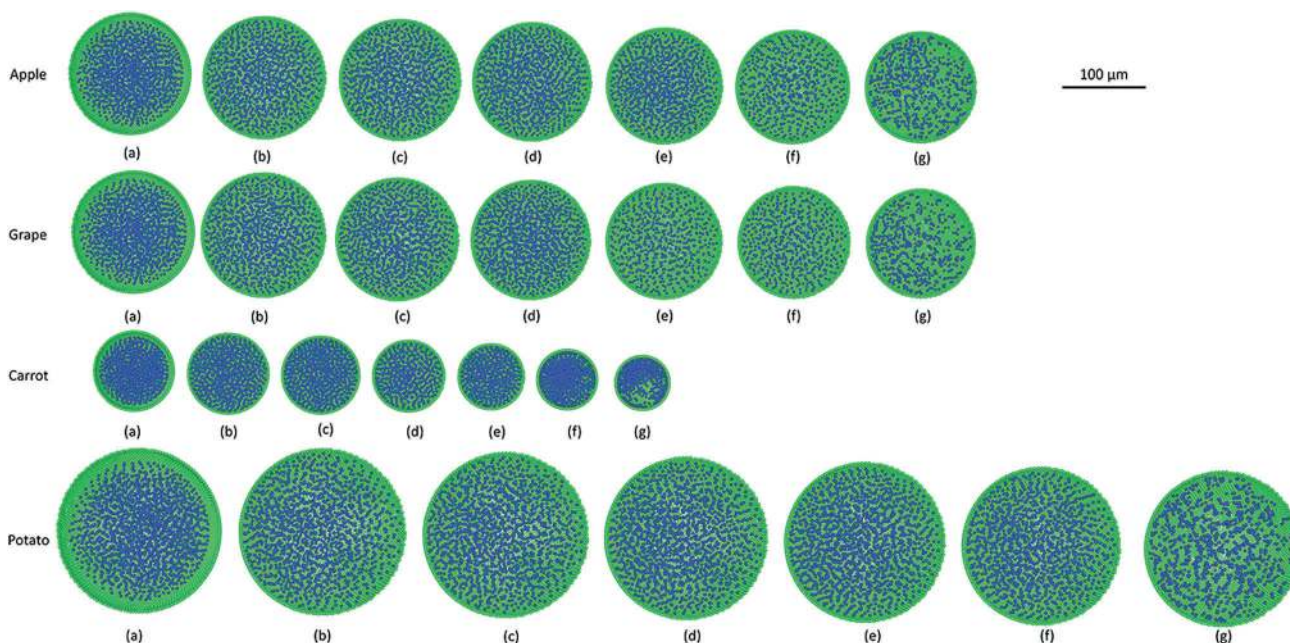 Apple
100 µm
(a) (b) (c) (d) (e) (f) (g)
Grape
(a) (b) (c) (d) (e) (f) (g)
Carrot
(a) (b) (c) (d) (e) (f) (g)
Potato
(a) (b) (c) (d) (e) (f) (g)